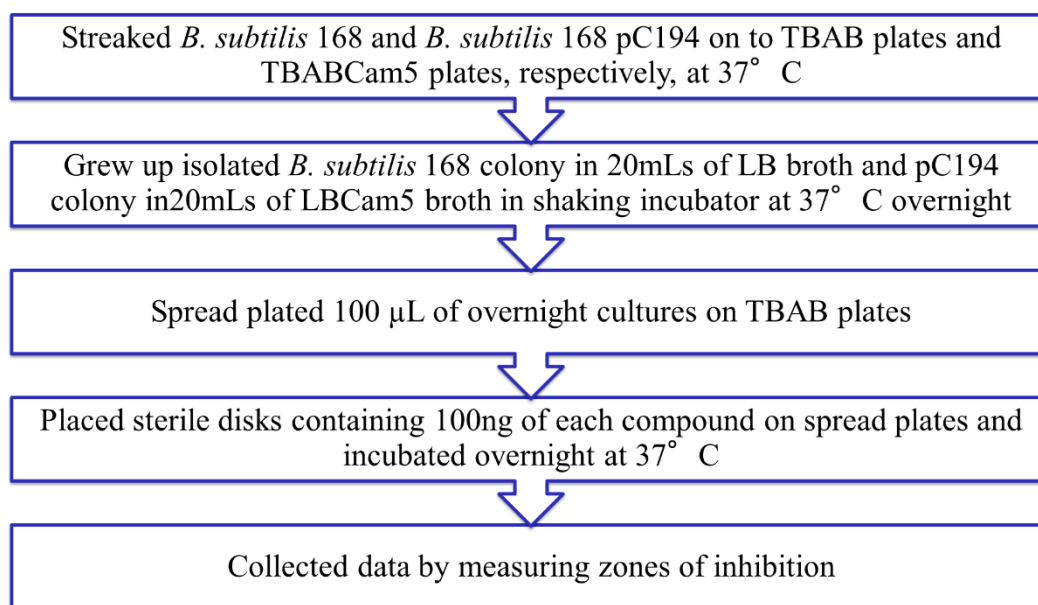 Streaked B. subtilis 168 and B. subtilis 168 pC194 on to TBAB plates and
TBABCam5 plates, respectively, at 37° C
Grew up isolated B. subtilis 168 colony in 20mLs of LB broth and pC194
colony in20mLs of LBCam5 broth in shaking incubator at 37° C overnight
Spread plated 100 µL of overnight cultures on TBAB plates
Placed sterile disks containing 100ng of each compound on spread plates and
incubated overnight at 37° C
Collected data by measuring zones of inhibition